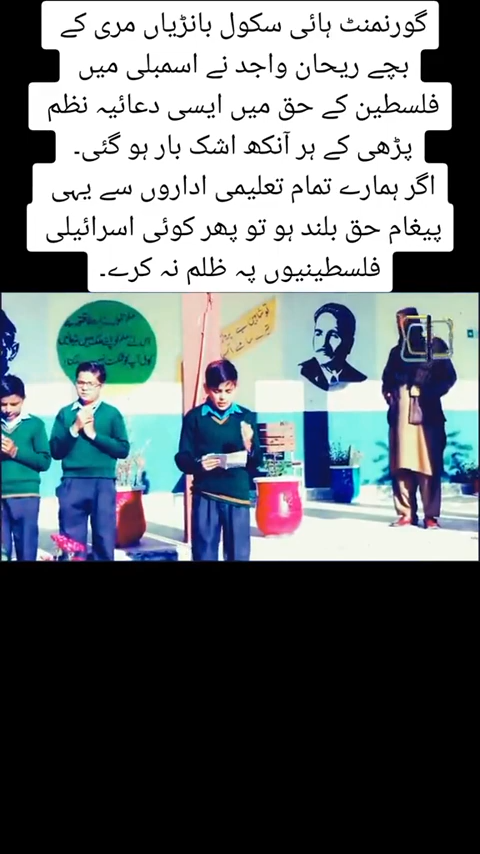 گورنمنٹ ہائی سکول بانڑیاں مری کے
بچے ریحان واجد نے اسمبلی میں
فلسطین کے حق میں ایسی دعائیہ نظم
پڑھی کے ہر آنکھ اشک بار ہو گئی۔
اگر ہمارے تمام تعلیمی اداروں سے یہی
پیغام حق بلند ہو تو پھر کوئی اسرائیلی
فلسطینیوں پہ ظلم نہ کرے۔